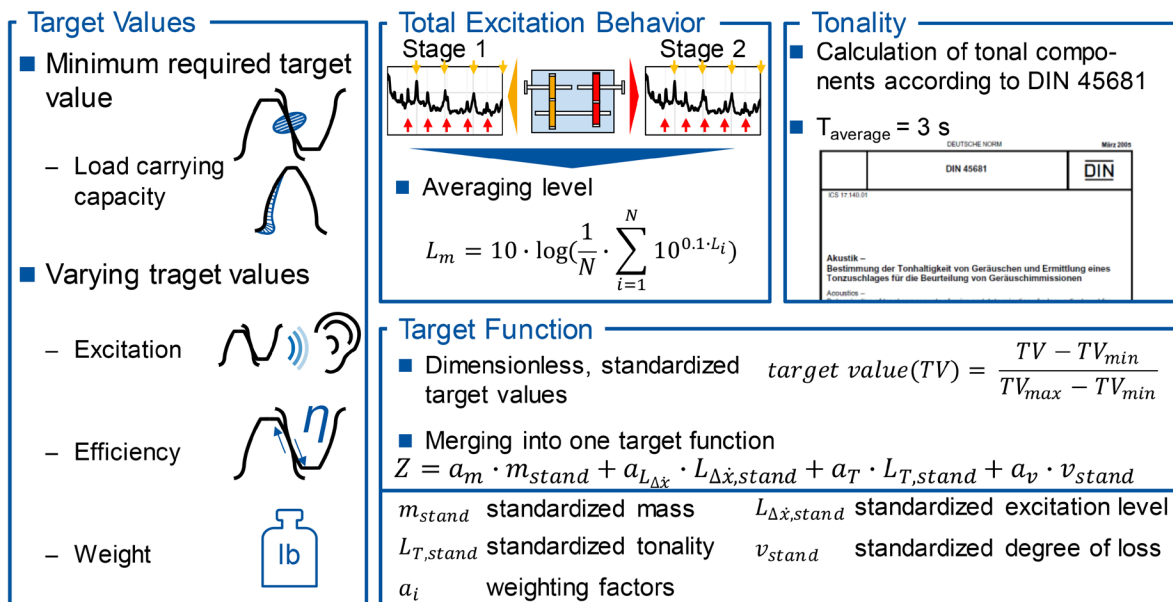 Target Values
Minimum required target
value
– Load carrying
capacity
Varying traget values
– Excitation
– Efficiency
η
– Weight
lb
Total Excitation Behavior
Stage 1
Stage 2
Averaging level
L_m = 10 · log(1/N · ∑_{i=1}^{N} 10^{0.1·L_i})
Tonality
Calculation of tonal compo-
nents according to DIN 45681
T_average = 3 s
DEUTSCHE NORM
März 2005
DIN 45681
DIN
ICS 17.140.01
Akustik –
Bestimmung der Tonhaltigkeit von Geräuschen und Ermittlung eines
Tonzuschlages für die Beurteilung von Geräuschimmissionen
Acoustics –
Target Function
Dimensionless, standardized
target values
target value(TV) = (TV − TV_min)/(TV_max − TV_min)
Merging into one target function
Z = a_m · m_stand + a_{L_Δẋ} · L_{Δẋ,stand} + a_T · L_{T,stand} + a_v · v_stand
m_stand standardized mass
L_{Δẋ,stand} standardized excitation level
L_{T,stand} standardized tonality
v_stand standardized degree of loss
a_i weighting factors